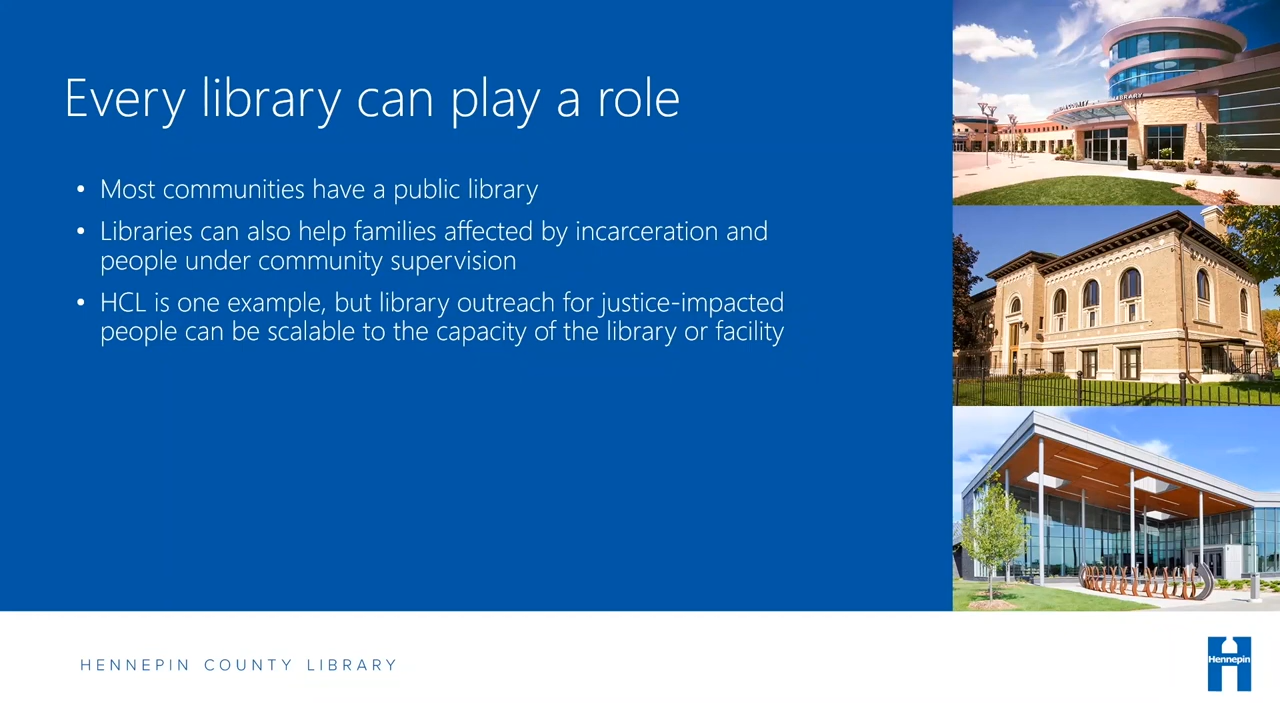 Every library can play a role
• Most communities have a public library
• Libraries can also help families affected by incarceration and
people under community supervision
• HCL is one example, but library outreach for justice-impacted
people can be scalable to the capacity of the library or facility
COUNTY LIBRARY
HENNEPIN COUNTY LIBRARY
Hennepin